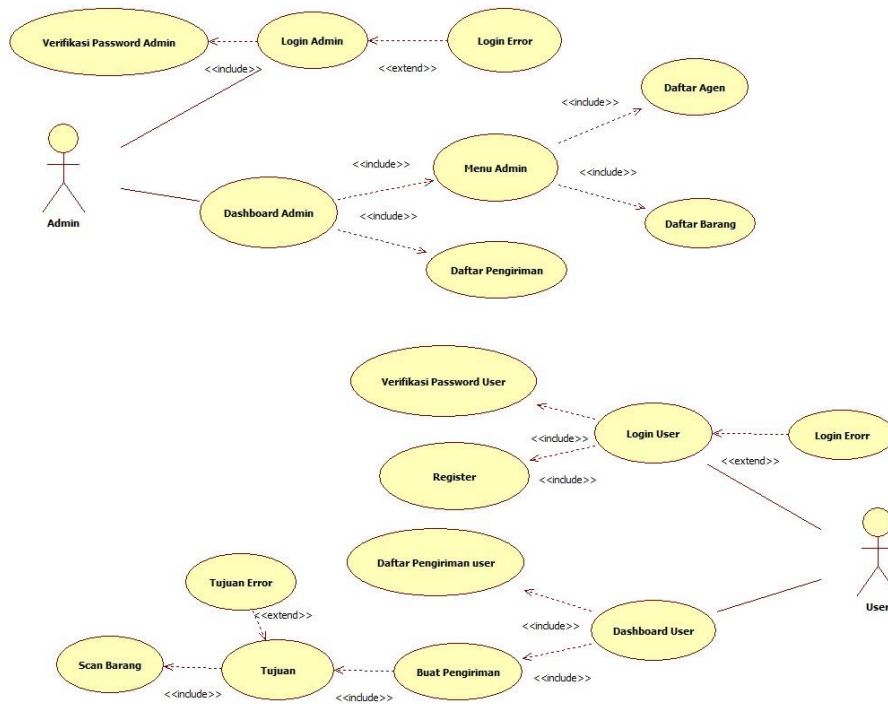 Verifikasi Password Admin
Login Admin
Login Error
<<include>>
<<extend>>
Daftar Agen
<<include>>
Admin
Dashboard Admin
<<include>>
Menu Admin
<<include>>
<<include>>
Daftar Barang
Daftar Pengiriman
Verifikasi Password User
Login User
Login Erorr
<<include>>
<<extend>>
Register
<<include>>
User
Daftar Pengiriman user
Tujuan Error
<<extend>>
Dashboard User
<<include>>
Scan Barang
Tujuan
Buat Pengiriman
<<include>>
<<include>>
<<include>>